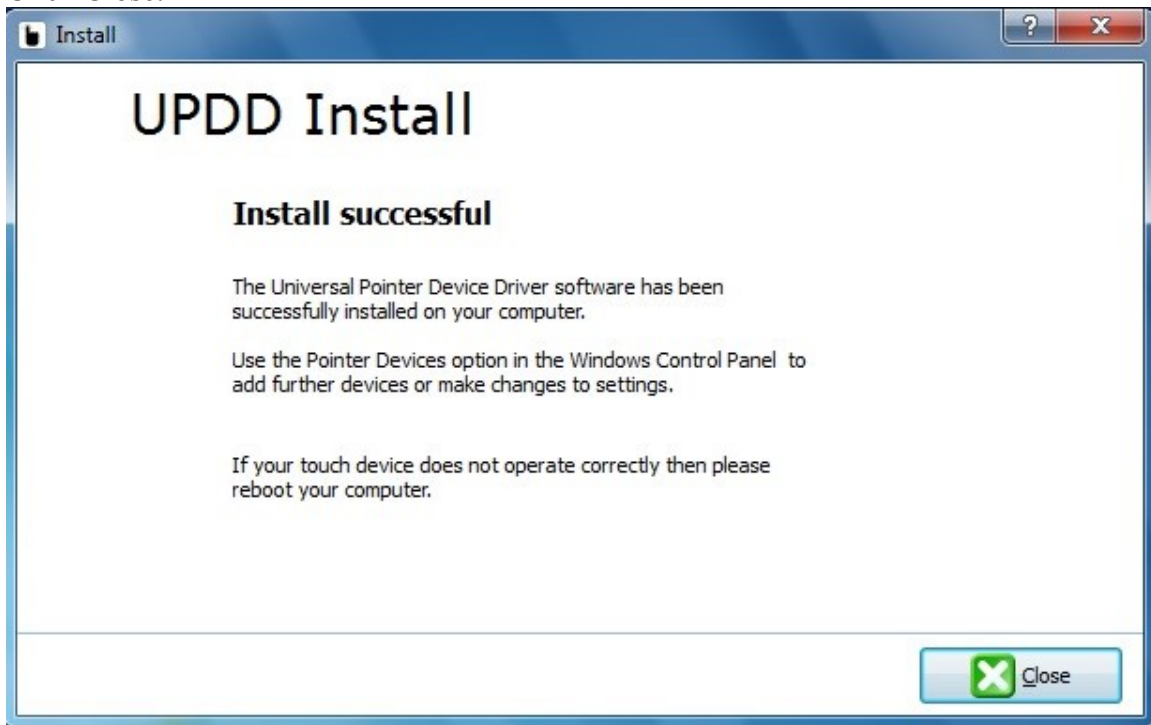 Install
UPDD Install
Install successful
The Universal Pointer Device Driver software has been
successfully installed on your computer.
Use the Pointer Devices option in the Windows Control Panel to
add further devices or make changes to settings.
If your touch device does not operate correctly then please
reboot your computer.
Close